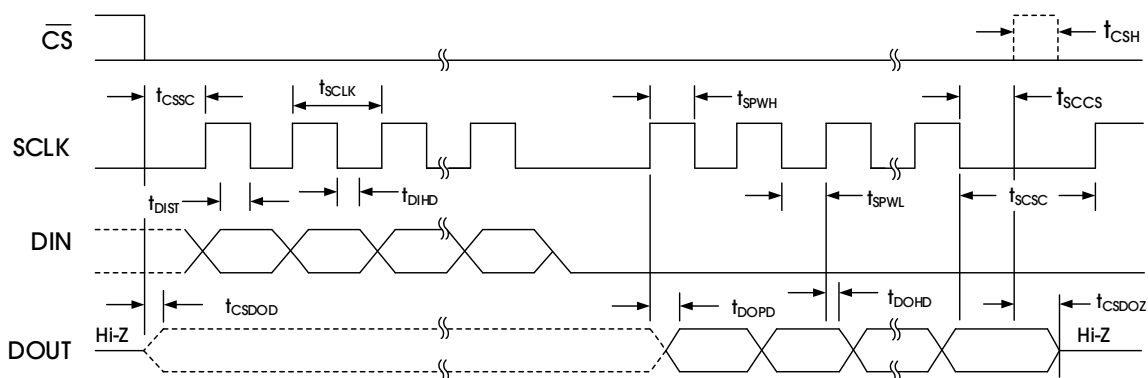 CS
tCSH
tCSSC
tSCLK
tSPWH
tSCCS
SCLK
tDIST
tDIHD
tSPWL
tSCSC
DIN
tCSDOD
tDOPD
tDOHD
tCSDOZ
Hi-Z
Hi-Z
DOUT